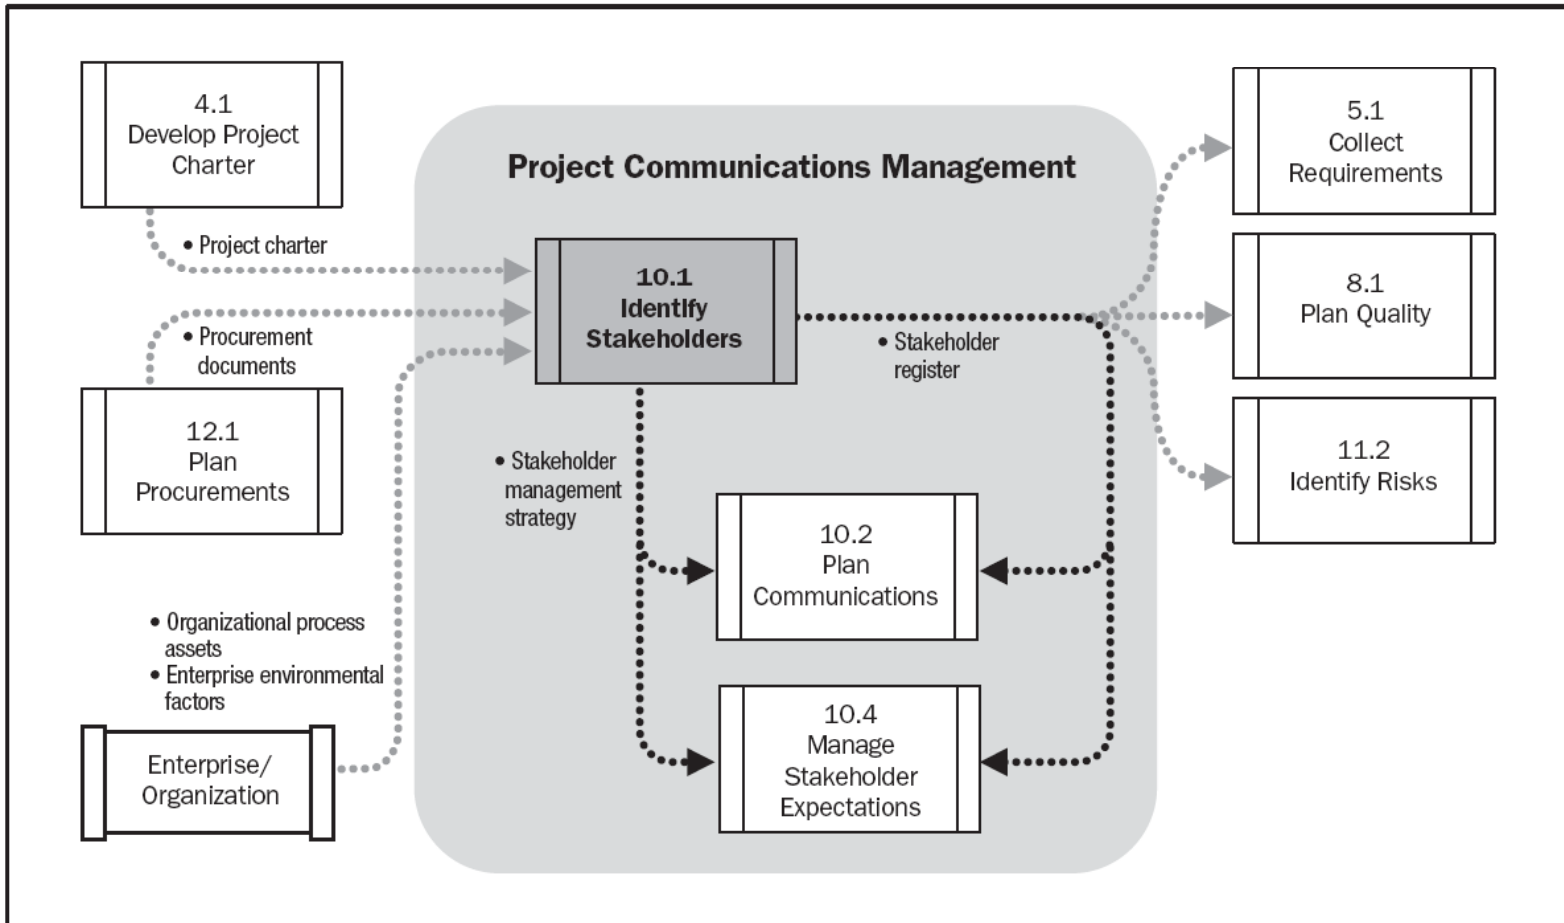 4.1
Develop Project
Charter
• Project charter
• Procurement
documents
12.1
Plan
Procurements
• Organizational process
assets
• Enterprise environmental
factors
Enterprise/
Organization
Project Communications Management
10.1
Identify
Stakeholders
• Stakeholder
register
• Stakeholder
management
strategy
10.2
Plan
Communications
10.4
Manage
Stakeholder
Expectations
5.1
Collect
Requirements
8.1
Plan Quality
11.2
Identify Risks